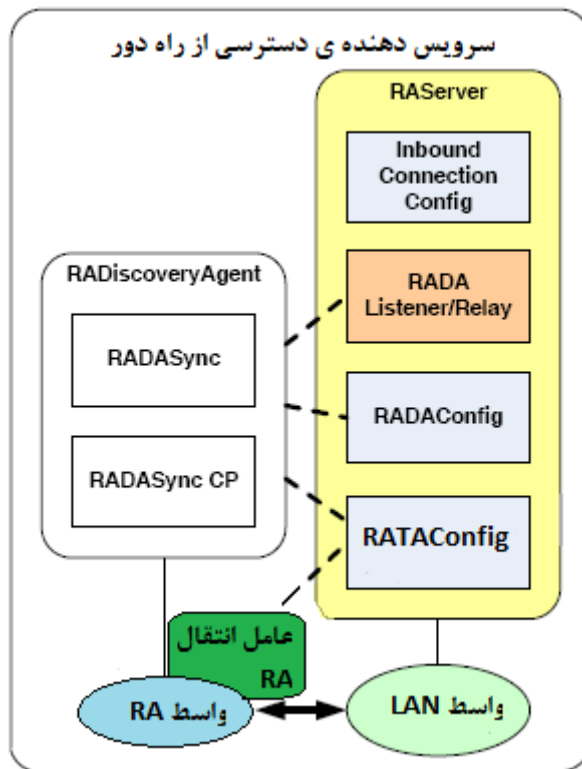 سرویس دهنده ی دسترسی از راه دور
RAServer
Inbound
Connection
Config
RADA
Listener/Relay
RADAConfig
RATAConfig
RADiscoveryAgent
RADASync
RADASync CP
عامل انتقال
RA
واسط RA
واسط LAN